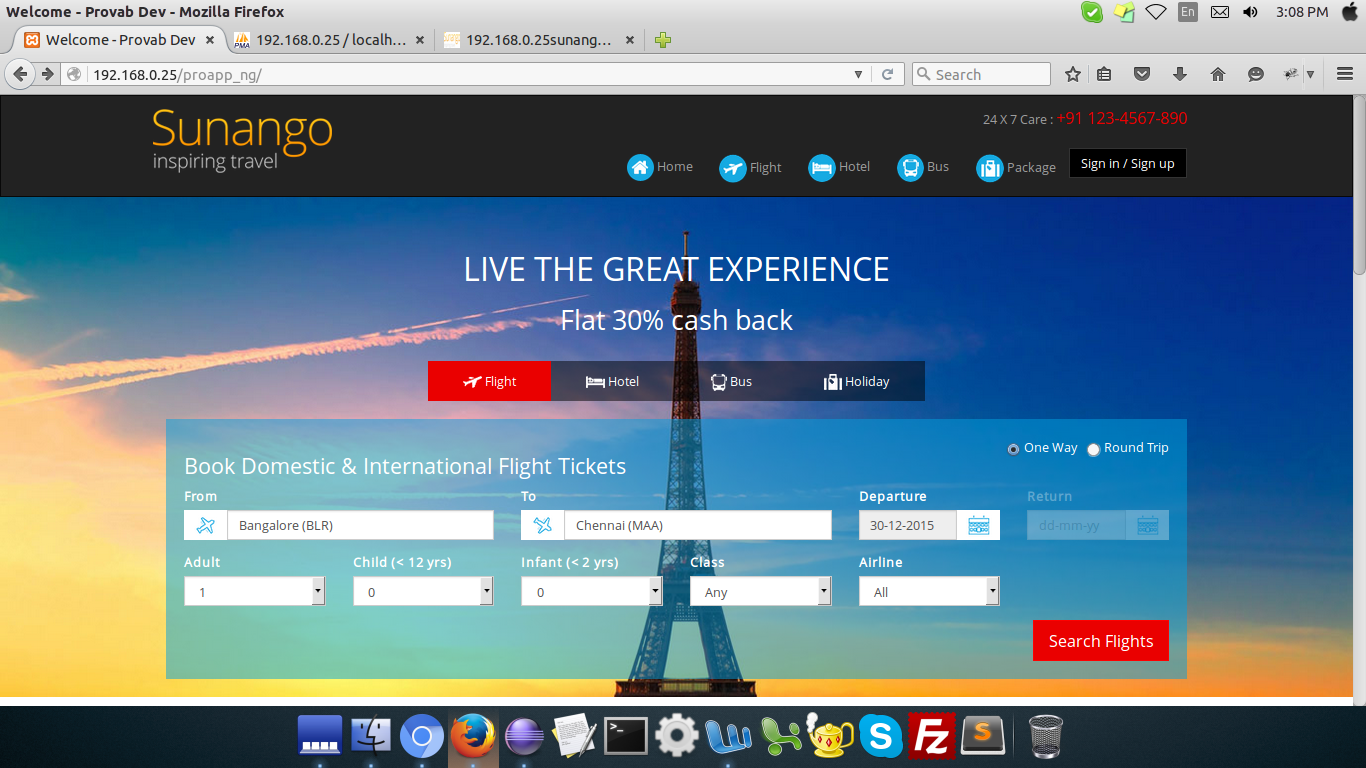 Welcome - Provab Dev - Mozilla Firefox
En
3:08 PM
Welcome - Provab Dev
192.168.0.25 / localh...
192.168.0.25sunang...
192.168.0.25/proapp_ng/
Search
Sunango
inspiring travel
24 X 7 Care : +91 123-4567-890
Home
Flight
Hotel
Bus
Package
Sign in / Sign up
LIVE THE GREAT EXPERIENCE
Flat 30% cash back
Flight
Hotel
Bus
Holiday
One Way
Round Trip
Book Domestic & International Flight Tickets
From
To
Departure
Return
Bangalore (BLR)
Chennai (MAA)
30-12-2015
dd-mm-yy
Adult
Child (< 12 yrs)
Infant (< 2 yrs)
Class
Airline
1
0
0
Any
All
Search Flights